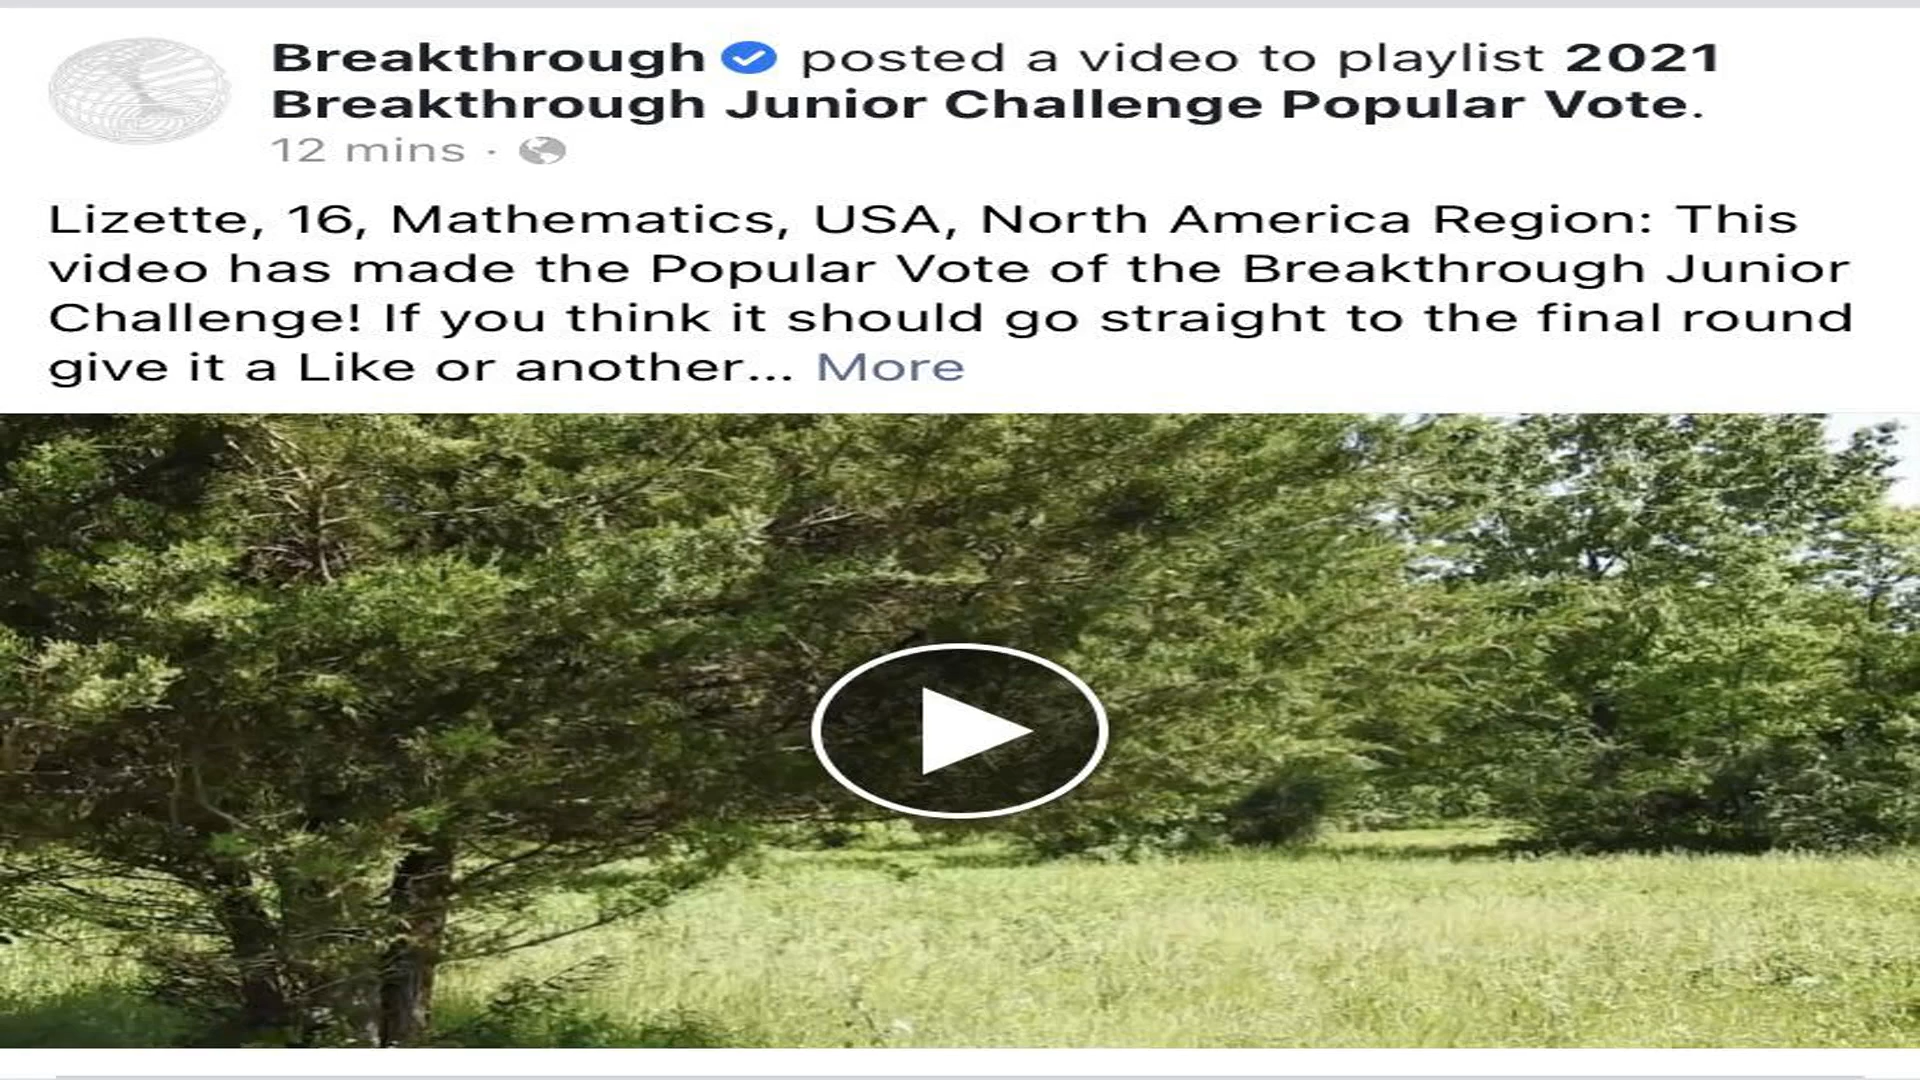 Breakthrough posted a video to playlist 2021
Breakthrough Junior Challenge Popular Vote.
12 mins ·
Lizette, 16, Mathematics, USA, North America Region: This
video has made the Popular Vote of the Breakthrough Junior
Challenge! If you think it should go straight to the final round
give it a Like or another... More